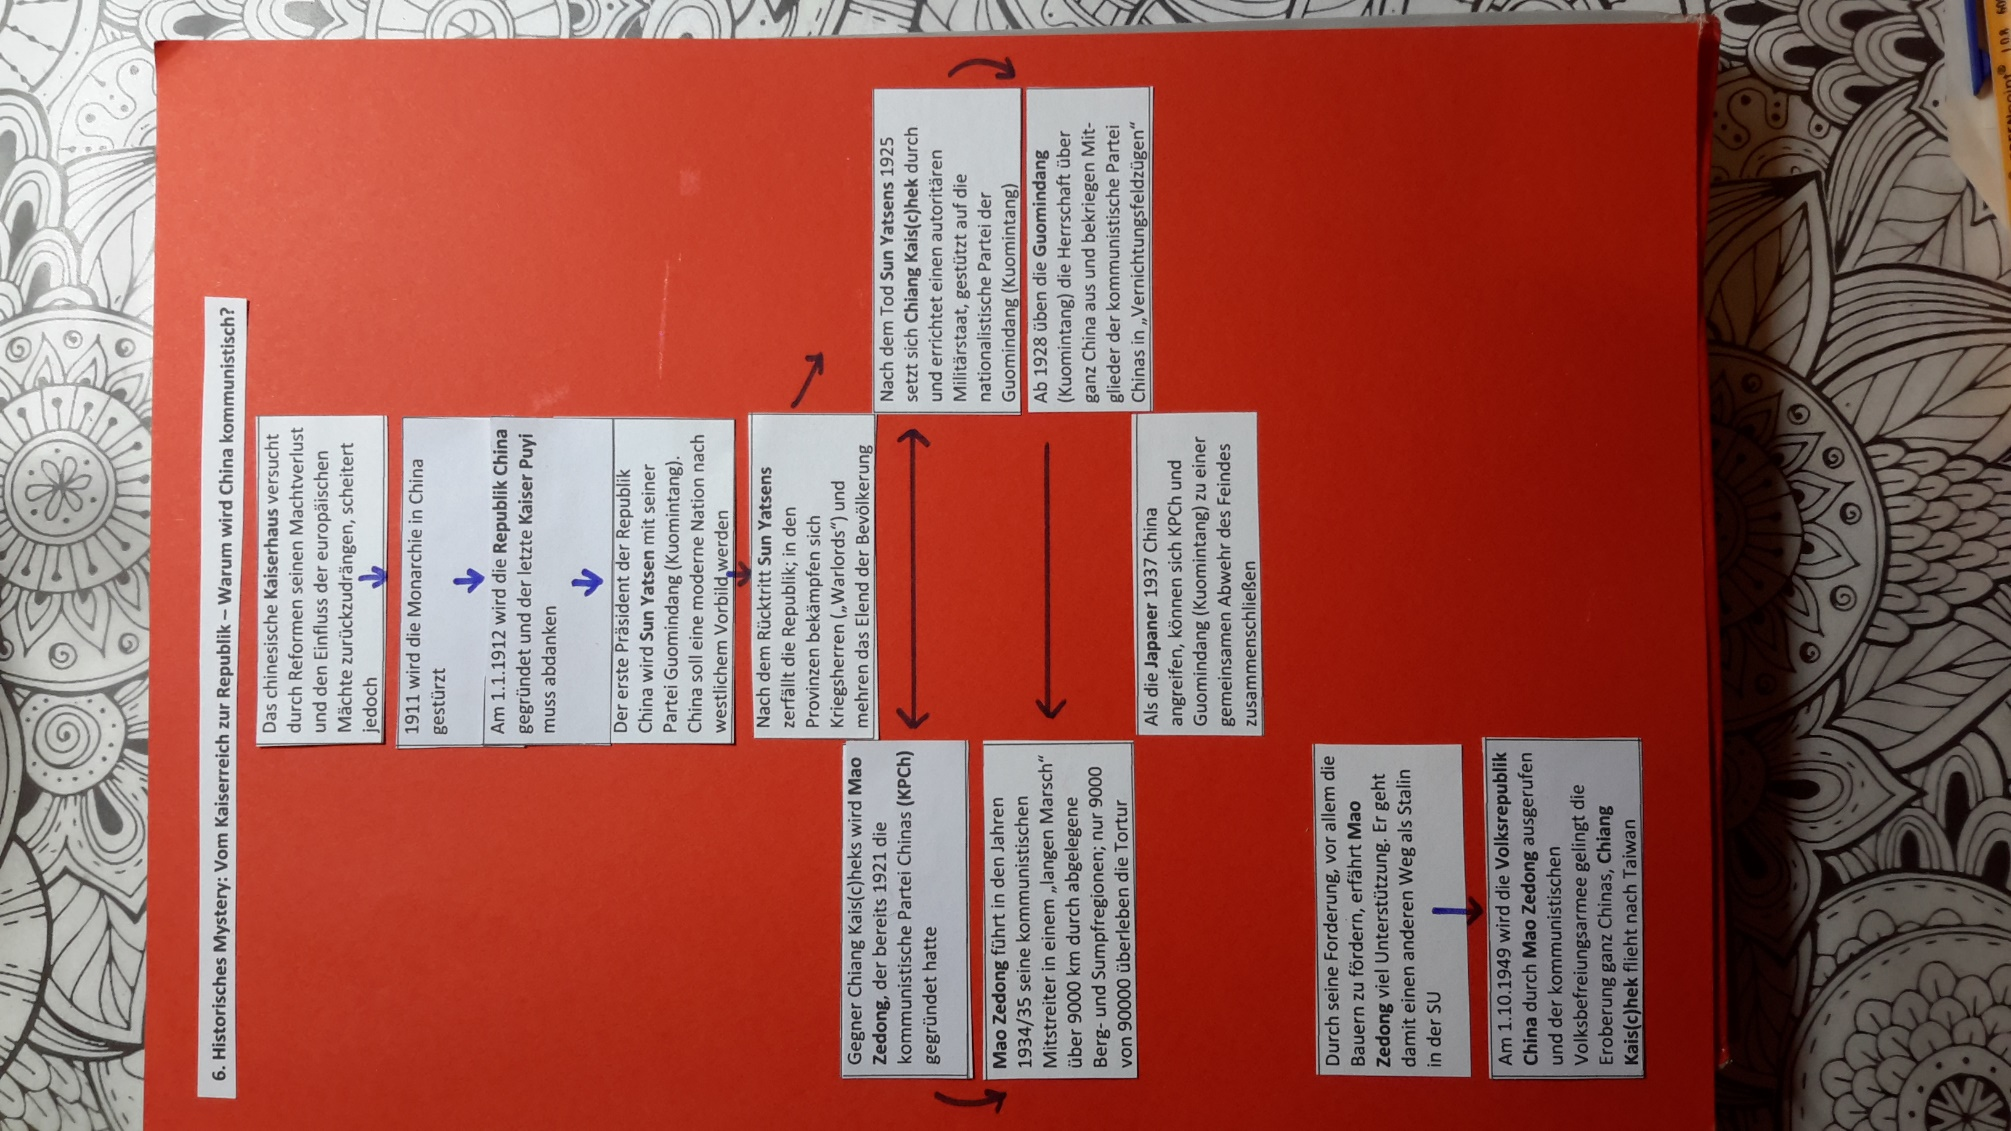 6. Historisches Mystery: Vom Kaiserreich zur Republik – Warum wird China kommunistisch?
Das chinesische Kaiserhaus versucht
durch Reformen seinen Machtverlust
und den Einfluss der europäischen
Mächte zurückzudrängen, scheitert
jedoch
1911 wird die Monarchie in China
gestürzt
Am 1.1.1912 wird die Republik China
gegründet und der letzte Kaiser Puyi
muss abdanken
Der erste Präsident der Republik
China wird Sun Yatsen mit seiner
Partei Guomindang (Kuomintang).
China soll eine moderne Nation nach
westlichem Vorbild werden
Nach dem Rücktritt Sun Yatsens
zerfällt die Republik; in den
Provinzen bekämpfen sich
Kriegsherren („Warlords“) und
mehren das Elend der Bevölkerung
Gegner Chiang Kais(c)heks wird Mao
Zedong, der bereits 1921 die
kommunistische Partei Chinas (KPCh)
gegründet hatte
Nach dem Tod Sun Yatsens 1925
setzt sich Chiang Kais(c)hek durch
und errichtet einen autoritären
Militärstaat, gestützt auf die
nationalistische Partei der
Guomindang (Kuomintang)
Mao Zedong führt in den Jahren
1934/35 seine kommunistischen
Mitstreiter in einem „langen Marsch“
über 9000 km durch abgelegene
Berg- und Sumpfregionen; nur 9000
von 90000 überleben die Tortur
Ab 1928 üben die Guomindang
(Kuomintang) die Herrschaft über
ganz China aus und bekriegen Mit-
glieder der kommunistische Partei
Chinas in „Vernichtungsfeldzügen“
Als die Japaner 1937 China
angreifen, können sich KPCh und
Guomindang (Kuomintang) zu einer
gemeinsamen Abwehr des Feindes
zusammenschließen
Durch seine Forderung, vor allem die
Bauern zu fördern, erfährt Mao
Zedong viel Unterstützung. Er geht
damit einen anderen Weg als Stalin
in der SU
Am 1.10.1949 wird die Volksrepublik
China durch Mao Zedong ausgerufen
und der kommunistischen
Volksbefreiungsarmee gelingt die
Eroberung ganz Chinas, Chiang
Kais(c)hek flieht nach Taiwan